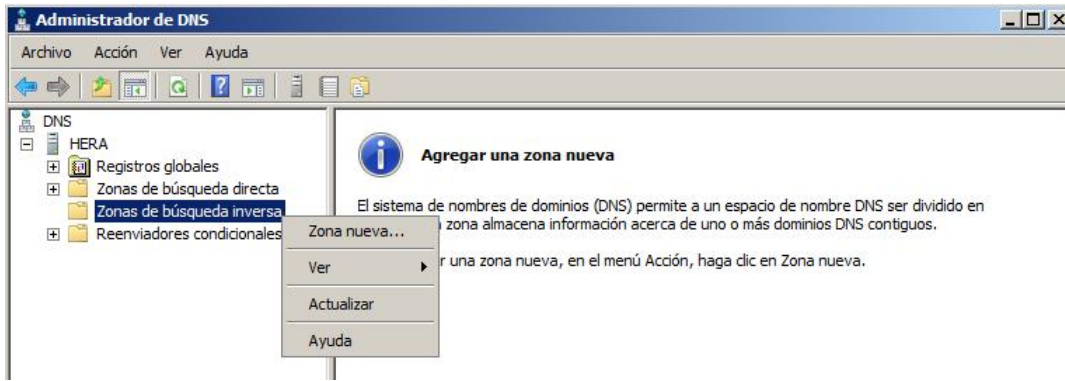 Administrador de DNS
Archivo Acción Ver Ayuda
DNS
HERA
Registros globales
Zonas de búsqueda directa
Zonas de búsqueda inversa
Reenviadores condicionales
Zona nueva...
Ver
Actualizar
Ayuda
Agregar una zona nueva
El sistema de nombres de dominios (DNS) permite a un espacio de nombre DNS ser dividido en
zona almacena información acerca de uno o más dominios DNS contiguos.
r una zona nueva, en el menú Acción, haga clic en Zona nueva.